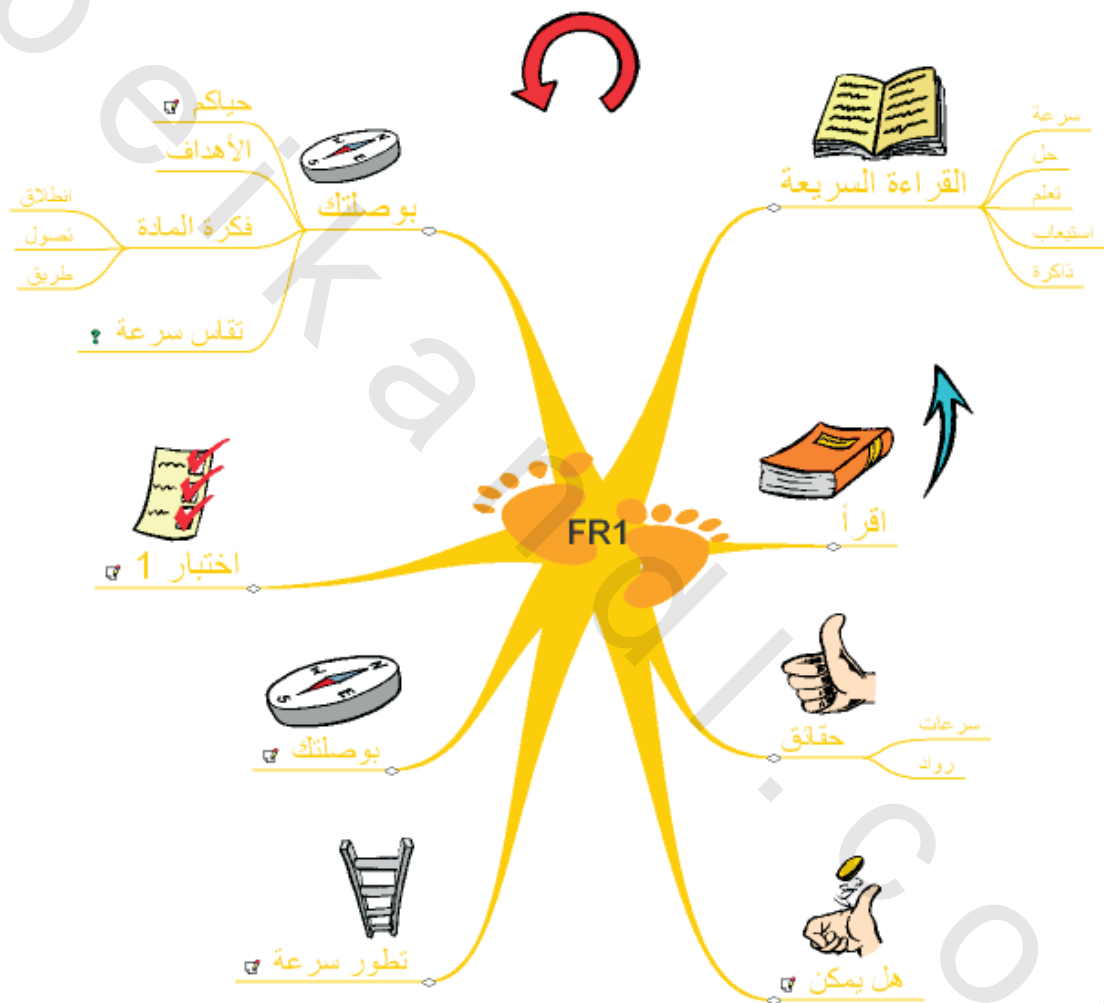 FR1
القراءة السريعة
سرعة
حل
تعلم
استيعاب
ذاكرة
اقرأ
حقائق
سرعات
رواد
هل يمكن
تطور سرعة
بوصلتك
اختبار 1
بوصلتك
حياكم
الأهداف
فكرة المادة
انطلاق
نصول
طريق
تقاس سرعة
N
E
S
N
E
S